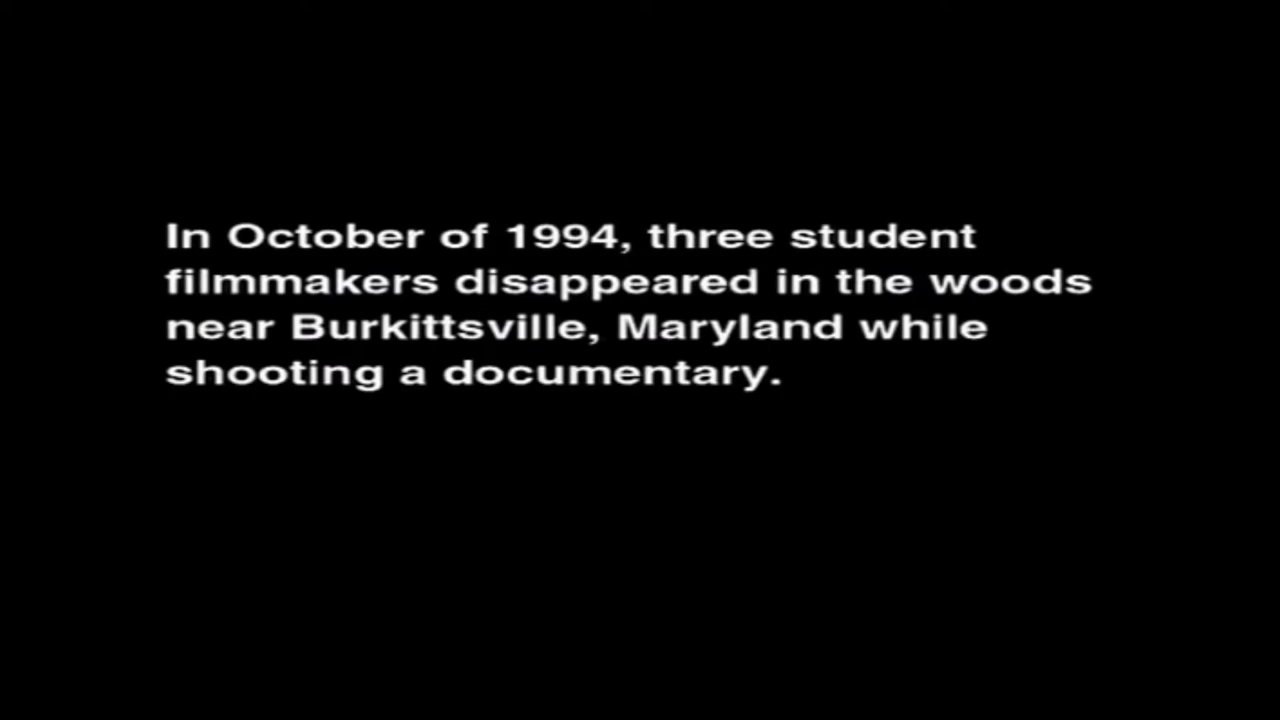 In October of 1994, three student
filmmakers disappeared in the woods
near Burkittsville, Maryland while
shooting a documentary.